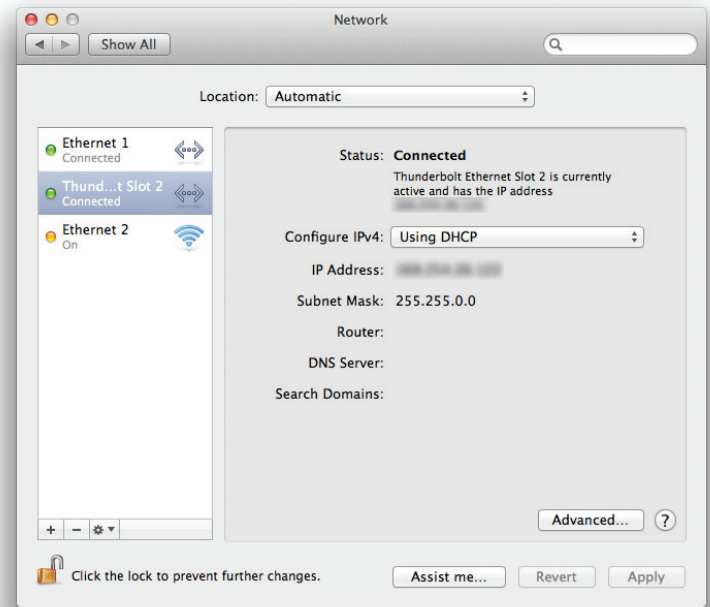 Network
Show All
Location: Automatic
Ethernet 1
Connected
Thund...t Slot 2
Connected
Ethernet 2
On
Status: Connected
Thunderbolt Ethernet Slot 2 is currently
active and has the IP address
Configure IPv4: Using DHCP
IP Address:
Subnet Mask: 255.255.0.0
Router:
DNS Server:
Search Domains:
Advanced...
?
Click the lock to prevent further changes.
Assist me...
Revert
Apply